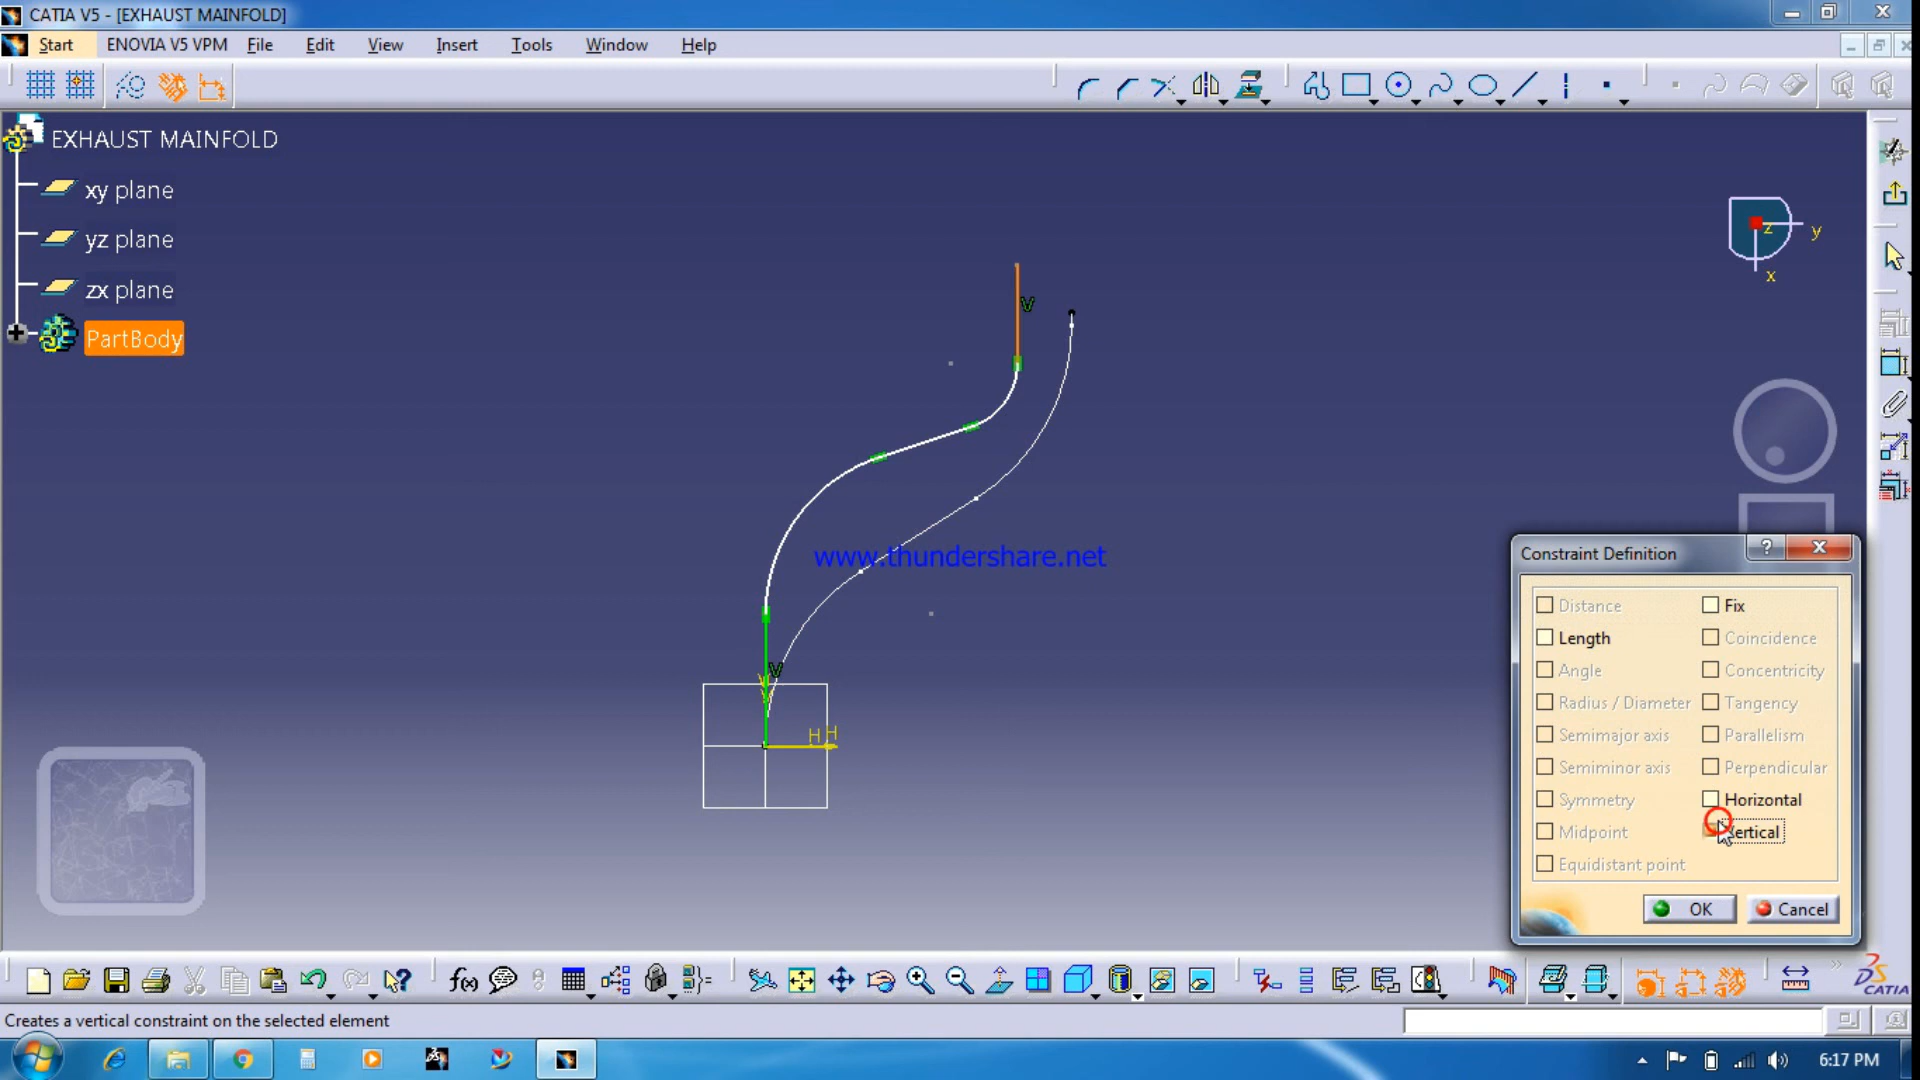 CATIA V5 - [EXHAUST MAINFOLD]
Start ENOVIA V5 VPM File Edit View Insert Tools Window Help
EXHAUST MAINFOLD
xy plane
yz plane
zx plane
PartBody
z
y
x
V
www.thundershare.net
V
V
H H
Constraint Definition
Distance Fix
Length Coincidence
Angle Concentricity
Radius / Diameter Tangency
Semimajor axis Parallelism
Semiminor axis Perpendicular
Symmetry Horizontal
Midpoint Vertical
Equidistant point
OK Cancel
f(x)
CATIA
Creates a vertical constraint on the selected element
6:17 PM